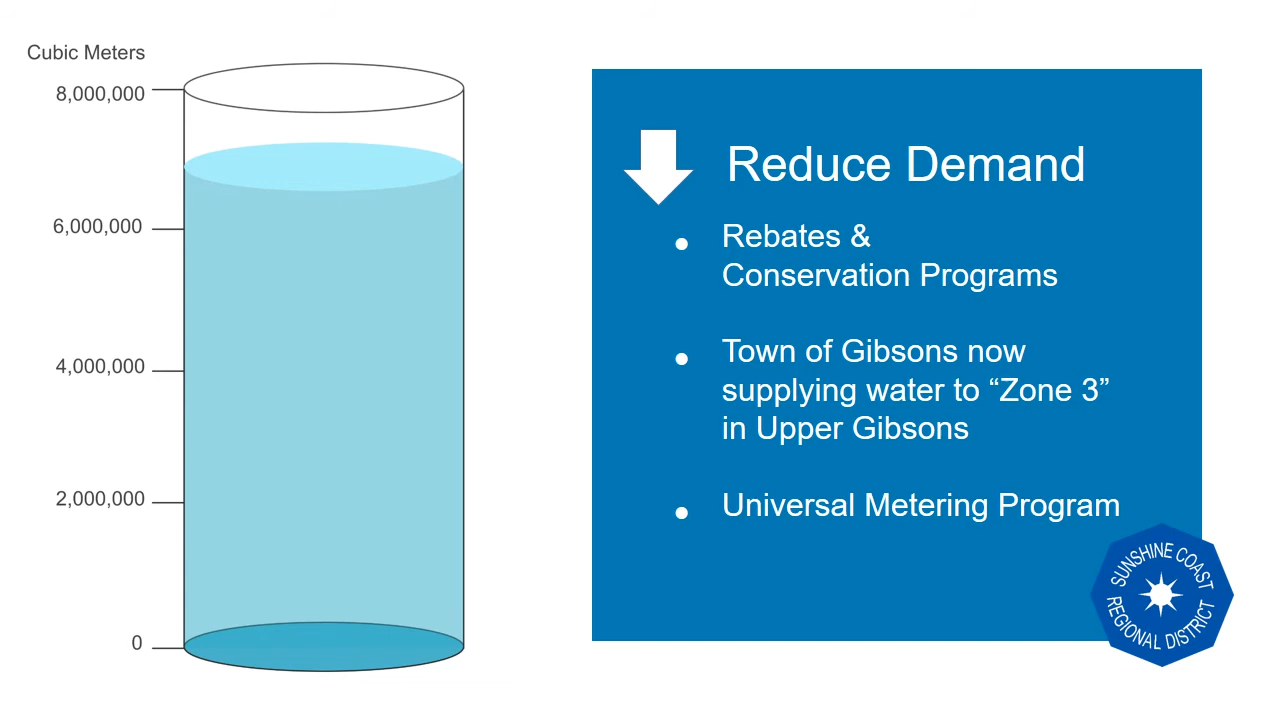 Cubic Meters
8,000,000
6,000,000
4,000,000
2,000,000
0
Reduce Demand
• Rebates &
Conservation Programs
• Town of Gibsons now
supplying water to “Zone 3”
in Upper Gibsons
• Universal Metering Program
SUNSHINE COAST
REGIONAL DISTRICT